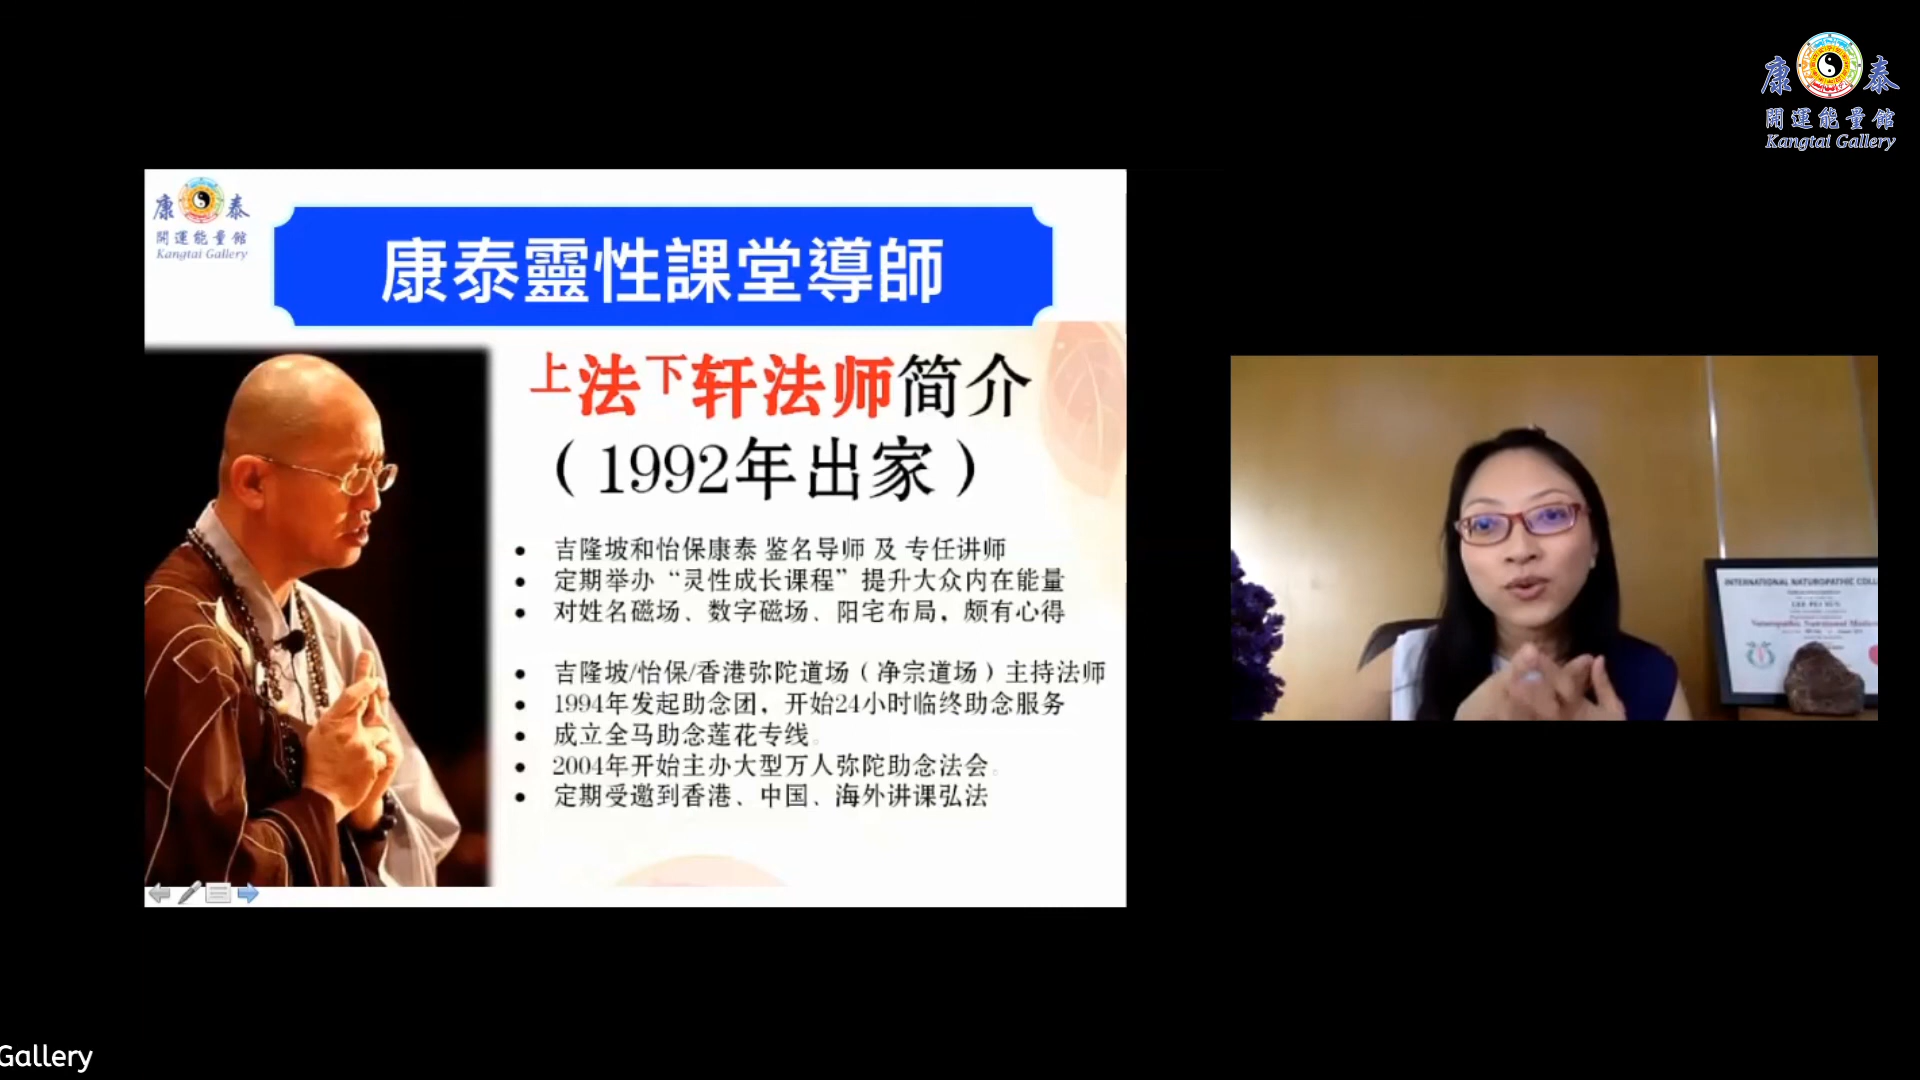 康 泰
開運能量館
Kangtai Gallery
康 泰
開運能量館
Kangtai Gallery
康泰靈性課堂導師
上法下轩法师简介
（1992年出家）
• 吉隆坡和怡保康泰 鉴名导师 及 专任讲师
• 定期举办“灵性成长课程”提升大众内在能量
• 对姓名磁场、数字磁场、阳宅布局，颇有心得
• 吉隆坡/怡保/香港弥陀道场（净宗道场）主持法师
• 1994年发起助念团，开始24小时临终助念服务
• 成立全马助念莲花专线。
• 2004年开始主办大型万人弥陀助念法会。
• 定期受邀到香港、中国、海外讲课弘法
INTERNATIONAL NATUROPATHIC COLL
Gallery